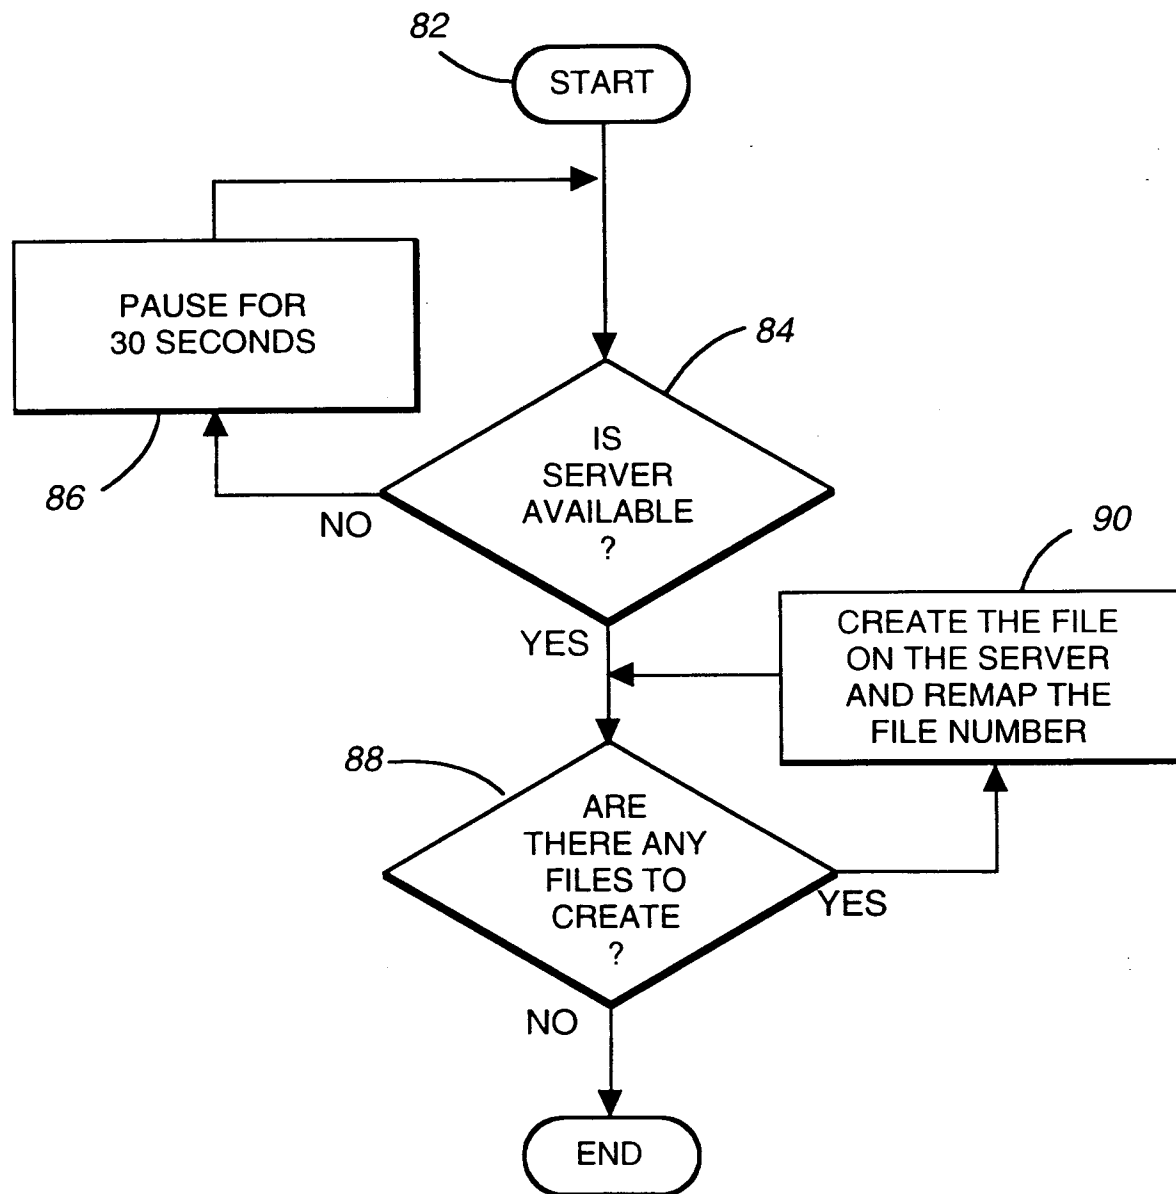 82
START
PAUSE FOR
30 SECONDS
84
IS
SERVER
AVAILABLE
?
86
NO
90
YES
CREATE THE FILE
ON THE SERVER
AND REMAP THE
FILE NUMBER
88
ARE
THERE ANY
FILES TO
CREATE
?
YES
NO
END